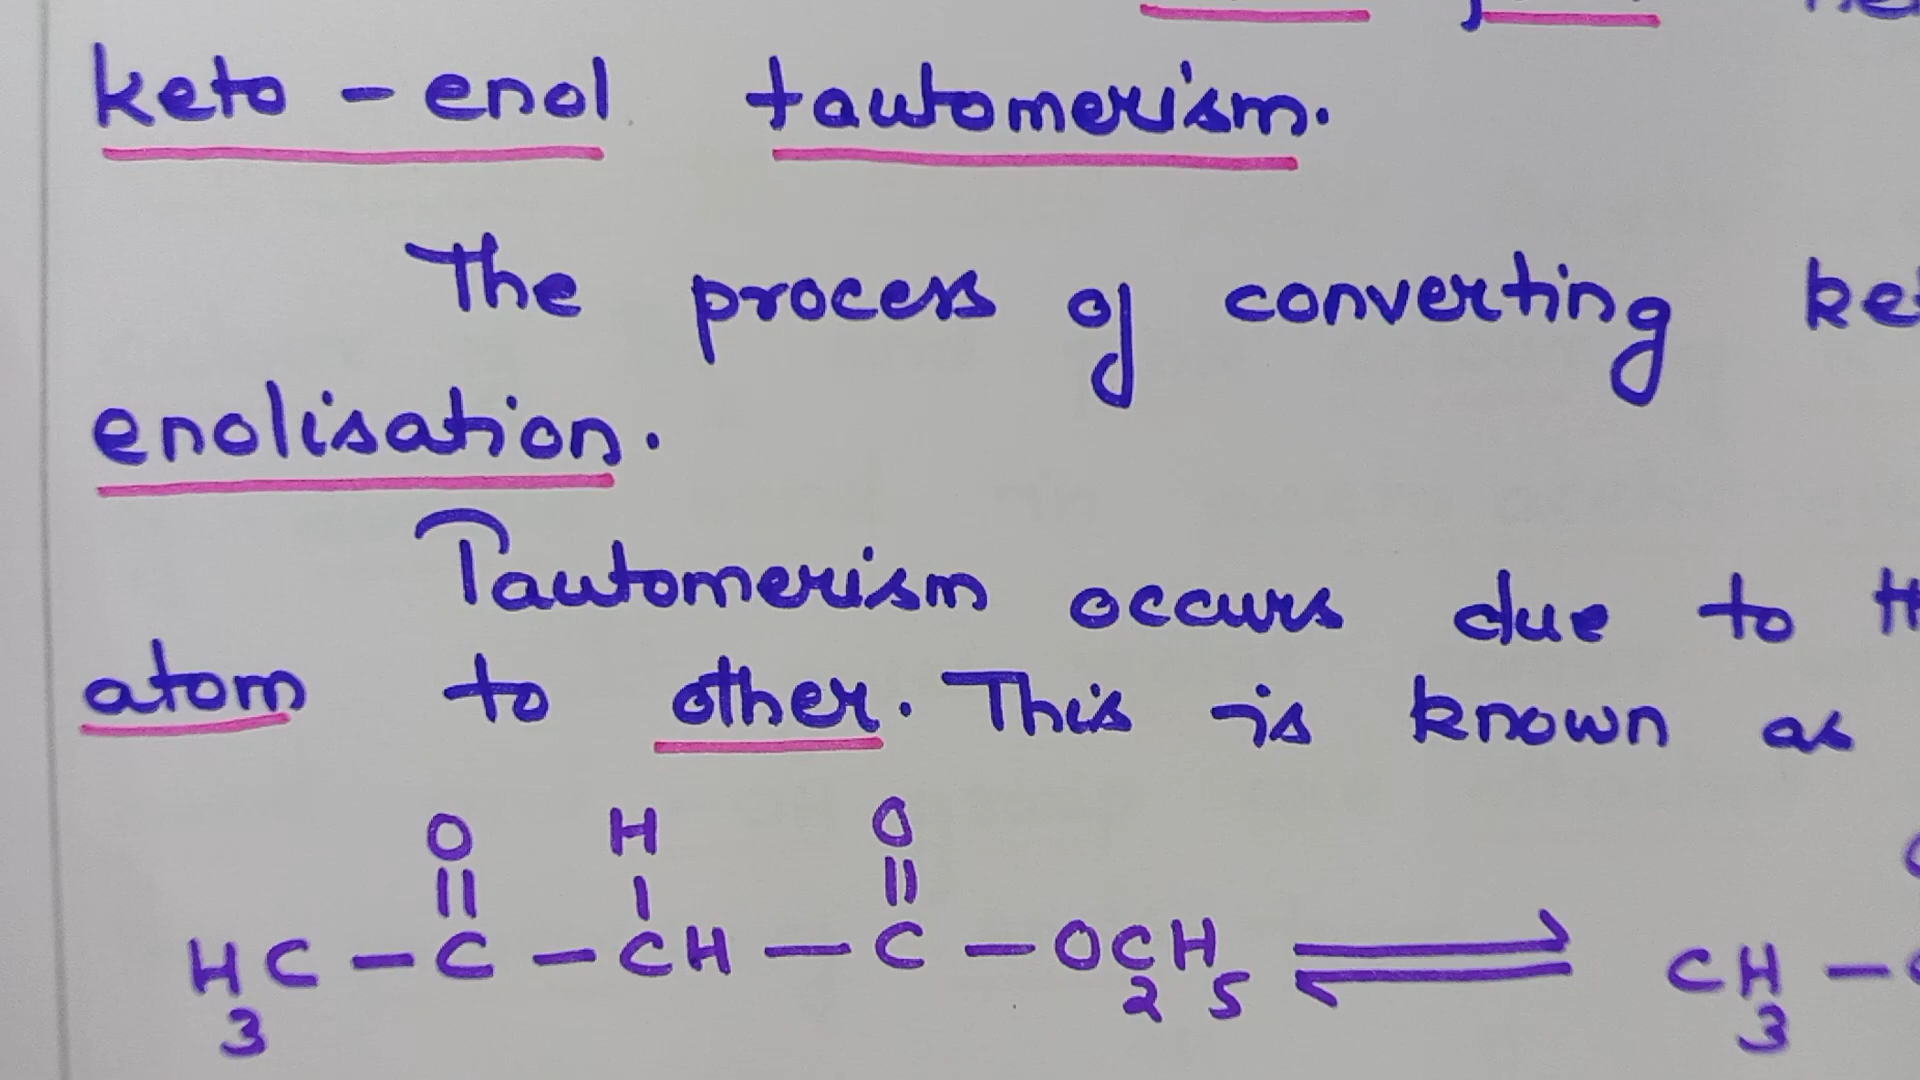 keto - enol tautomerism.
The process of converting
enolisation.
Tautomerism occurs due to
atom to other. This is known as
O H O
|| | ||
H3C - C - CH - C - OC2H5 ⇌ CH3 -